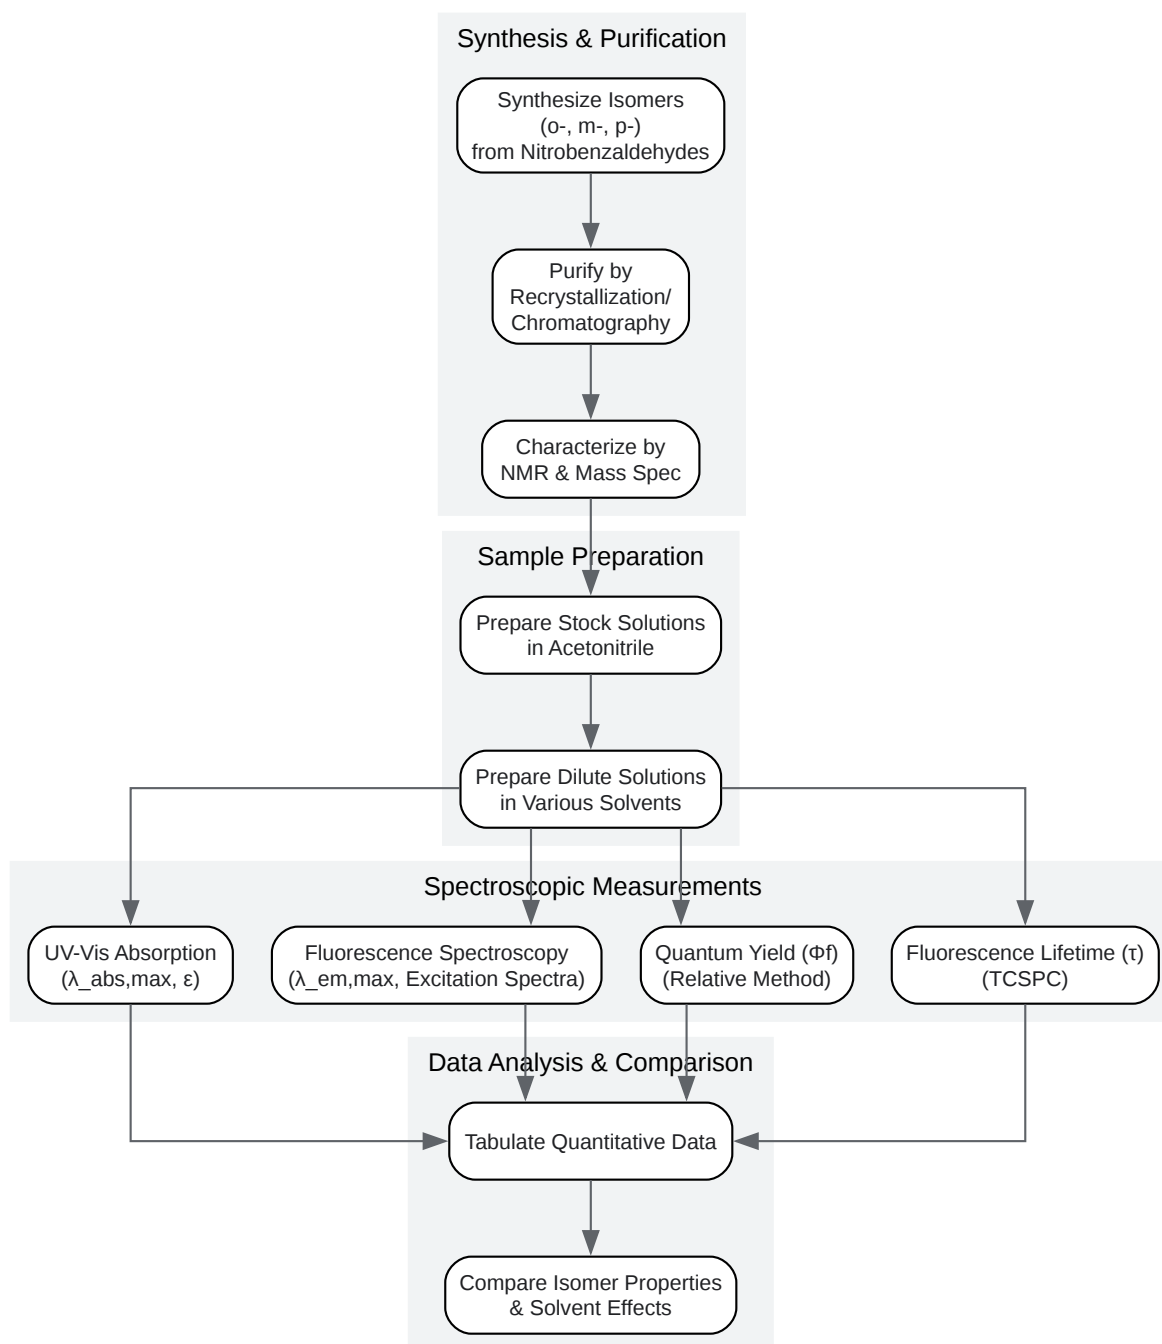 Synthesis & Purification
Synthesize Isomers
(o-, m-, p-)
from Nitrobenzaldehydes
Purify by
Recrystallization/
Chromatography
Characterize by
NMR & Mass Spec
Sample Preparation
Prepare Stock Solutions
in Acetonitrile
Prepare Dilute Solutions
in Various Solvents
Spectroscopic Measurements
UV-Vis Absorption
(λ_abs,max, ε)
Fluorescence Spectroscopy
(λ_em,max, Excitation Spectra)
Quantum Yield (Φf)
(Relative Method)
Fluorescence Lifetime (τ)
(TCSPC)
Data Analysis & Comparison
Tabulate Quantitative Data
Compare Isomer Properties
& Solvent Effects